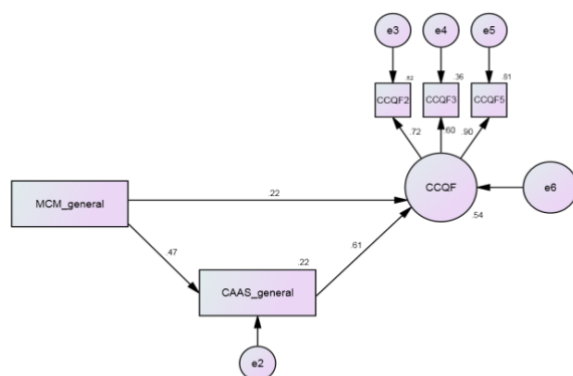 e3
e4
e5
.36
.81
CCQF2
CCQF3
CCQF5
.72
.60
.90
CCQF
e6
.54
MCM_general
.22
.47
.61
.22
CAAS_general
e2